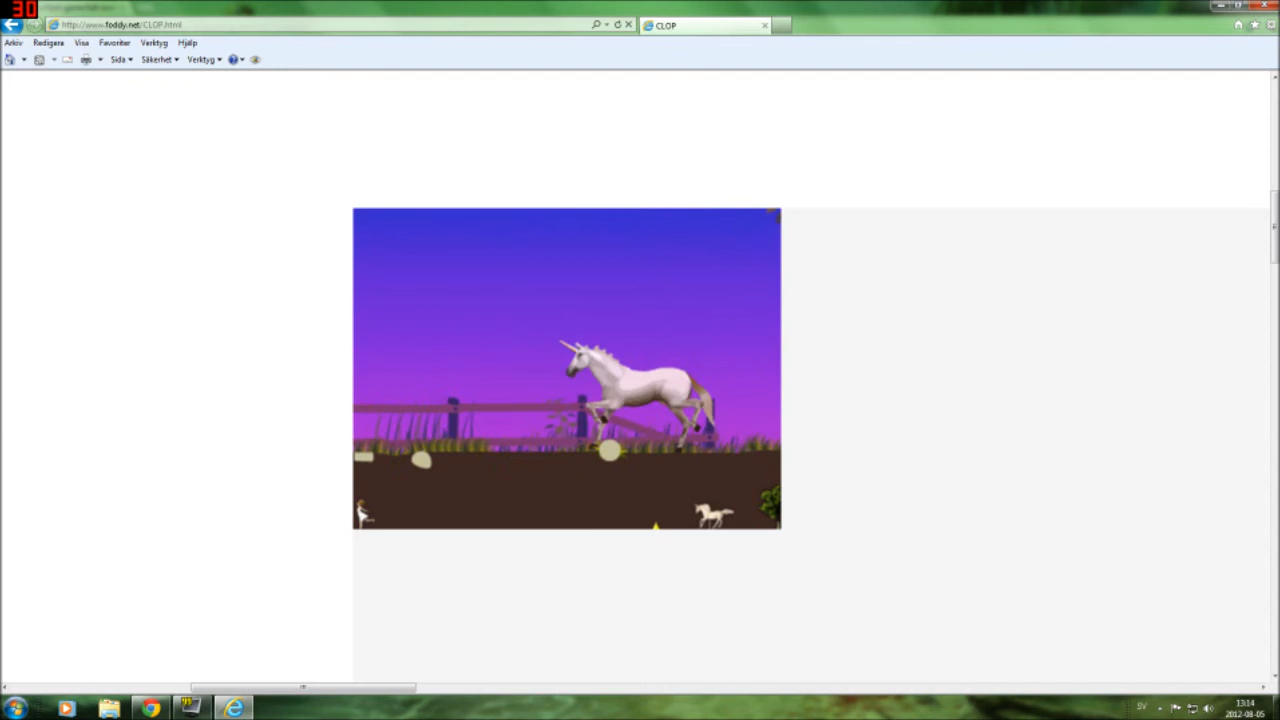 30
http://www.foddy.net/CLOP.html
CLOP
Arkiv Redigera Visa Favoriter Verktyg Hjälp
Sida Säkerhet Verktyg
SV
13:14
2012-08-05